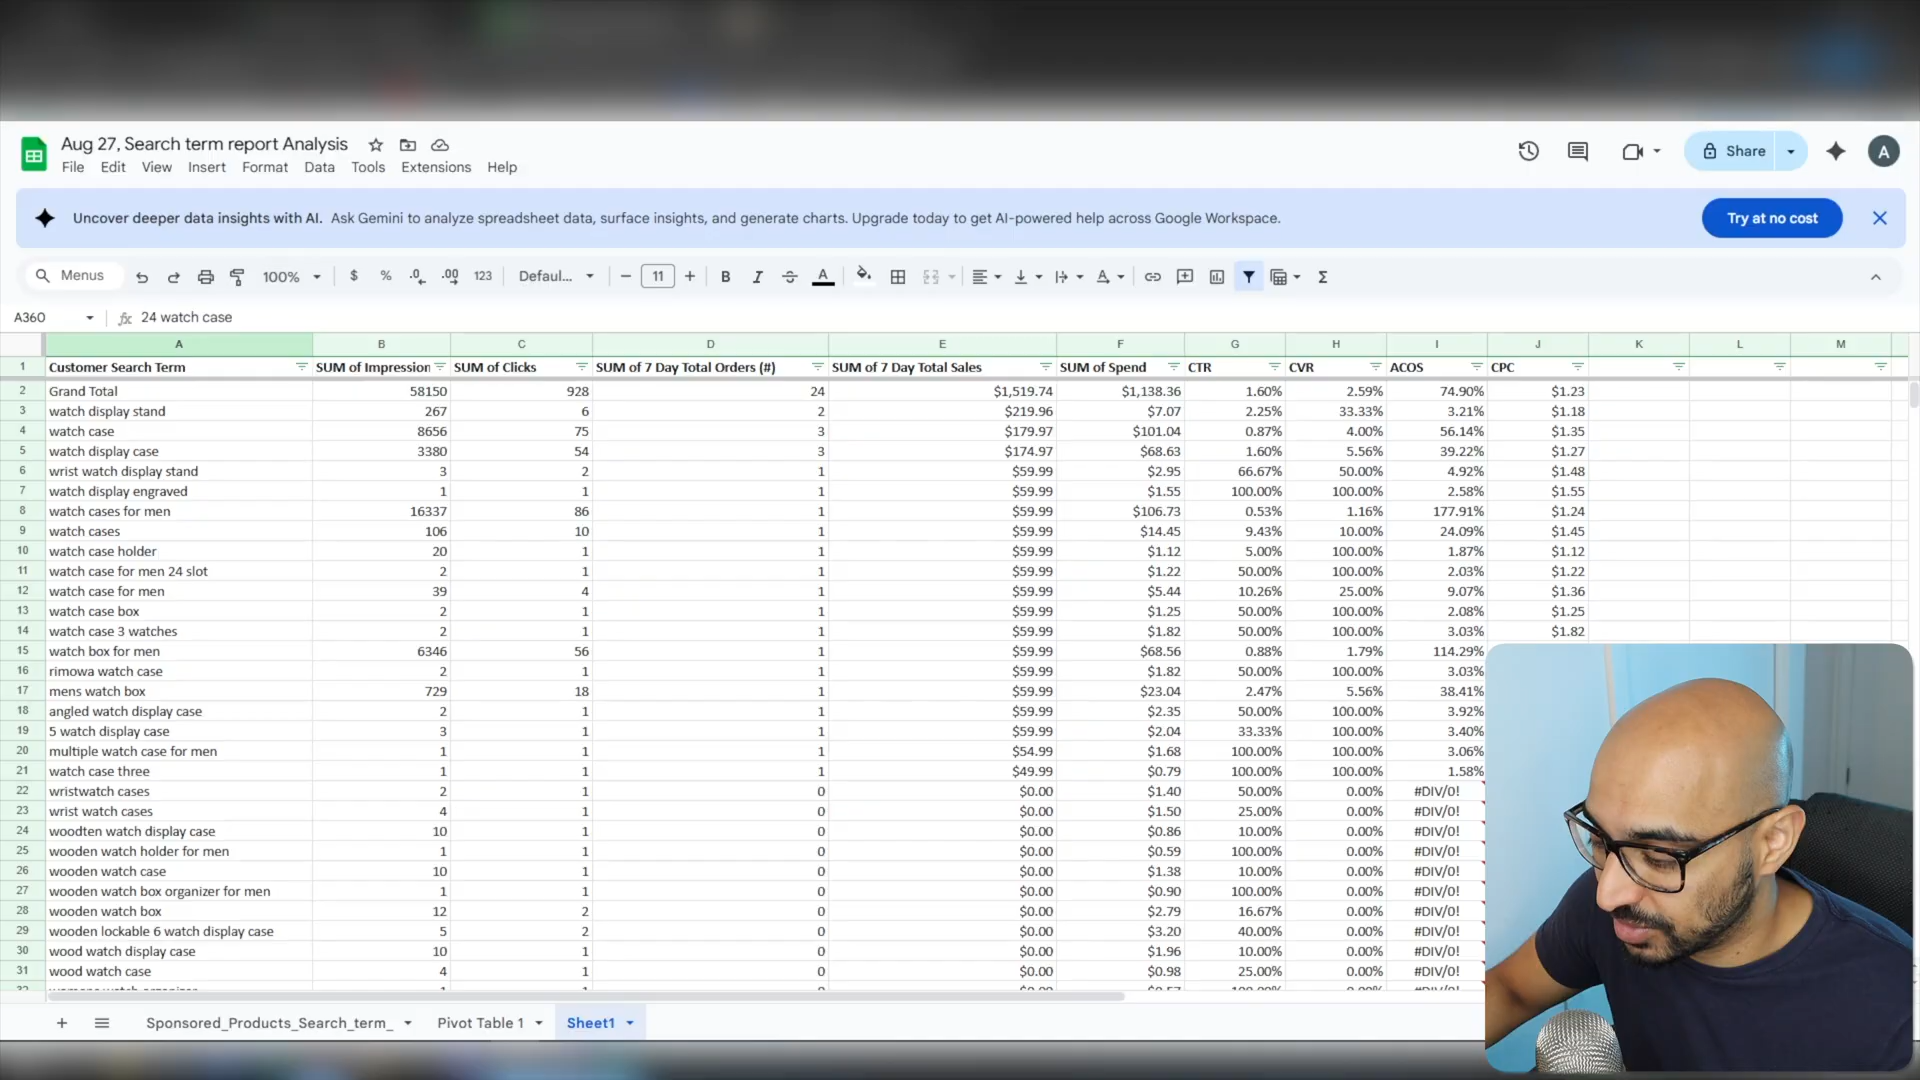 Aug 27, Search term report Analysis
File Edit View Insert Format Data Tools Extensions Help
Share
A
Uncover deeper data insights with AI. Ask Gemini to analyze spreadsheet data, surface insights, and generate charts. Upgrade today to get AI-powered help across Google Workspace.
Try at no cost
Menus 100% $ % .0 .00 123 Defaul... 11 B I A
A360 fx 24 watch case
A B C D E F G H I J K L M
1 Customer Search Term SUM of Impression SUM of Clicks SUM of 7 Day Total Orders (#) SUM of 7 Day Total Sales SUM of Spend CTR CVR ACOS CPC
2 Grand Total 58150 928 24 $1,519.74 $1,138.36 1.60% 2.59% 74.90% $1.23
3 watch display stand 267 6 2 $219.96 $7.07 2.25% 33.33% 3.21% $1.18
4 watch case 8656 75 3 $179.97 $101.04 0.87% 4.00% 56.14% $1.35
5 watch display case 3380 54 3 $174.97 $68.63 1.60% 5.56% 39.22% $1.27
6 wrist watch display stand 3 2 1 $59.99 $2.95 66.67% 50.00% 4.92% $1.48
7 watch display engraved 1 1 1 $59.99 $1.55 100.00% 100.00% 2.58% $1.55
8 watch cases for men 16337 86 1 $59.99 $106.73 0.53% 1.16% 177.91% $1.24
9 watch cases 106 10 1 $59.99 $14.45 9.43% 10.00% 24.09% $1.45
10 watch case holder 20 1 1 $59.99 $1.12 5.00% 100.00% 1.87% $1.12
11 watch case for men 24 slot 2 1 1 $59.99 $1.22 50.00% 100.00% 2.03% $1.22
12 watch case for men 39 4 1 $59.99 $5.44 10.26% 25.00% 9.07% $1.36
13 watch case box 2 1 1 $59.99 $1.25 50.00% 100.00% 2.08% $1.25
14 watch case 3 watches 2 1 1 $59.99 $1.82 50.00% 100.00% 3.03% $1.82
15 watch box for men 6346 56 1 $59.99 $68.56 0.88% 1.79% 114.29%
16 rimowa watch case 2 1 1 $59.99 $1.82 50.00% 100.00% 3.03%
17 mens watch box 729 18 1 $59.99 $23.04 2.47% 5.56% 38.41%
18 angled watch display case 2 1 1 $59.99 $2.35 50.00% 100.00% 3.92%
19 5 watch display case 3 1 1 $59.99 $2.04 33.33% 100.00% 3.40%
20 multiple watch case for men 1 1 1 $54.99 $1.68 100.00% 100.00% 3.06%
21 watch case three 1 1 1 $49.99 $0.79 100.00% 100.00% 1.58%
22 wristwatch cases 2 1 0 $0.00 $1.40 50.00% 0.00% #DIV/0!
23 wrist watch cases 4 1 0 $0.00 $1.50 25.00% 0.00% #DIV/0!
24 woodten watch display case 10 1 0 $0.00 $0.86 10.00% 0.00% #DIV/0!
25 wooden watch holder for men 1 1 0 $0.00 $0.59 100.00% 0.00% #DIV/0!
26 wooden watch case 10 1 0 $0.00 $1.38 10.00% 0.00% #DIV/0!
27 wooden watch box organizer for men 1 1 0 $0.00 $0.90 100.00% 0.00% #DIV/0!
28 wooden watch box 12 2 0 $0.00 $2.79 16.67% 0.00% #DIV/0!
29 wooden lockable 6 watch display case 5 2 0 $0.00 $3.20 40.00% 0.00% #DIV/0!
30 wood watch display case 10 1 0 $0.00 $1.96 10.00% 0.00% #DIV/0!
31 wood watch case 4 1 0 $0.00 $0.98 25.00% 0.00% #DIV/0!
Sponsored_Products_Search_term_ Pivot Table 1 Sheet1